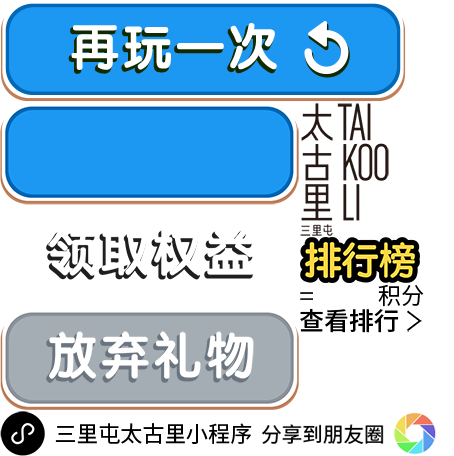 再玩一次
太古里
TAI
KOO
LI
三里屯
领取权益
排行榜
= 积分
查看排行 >
放弃礼物
三里屯太古里小程序 分享到朋友圈